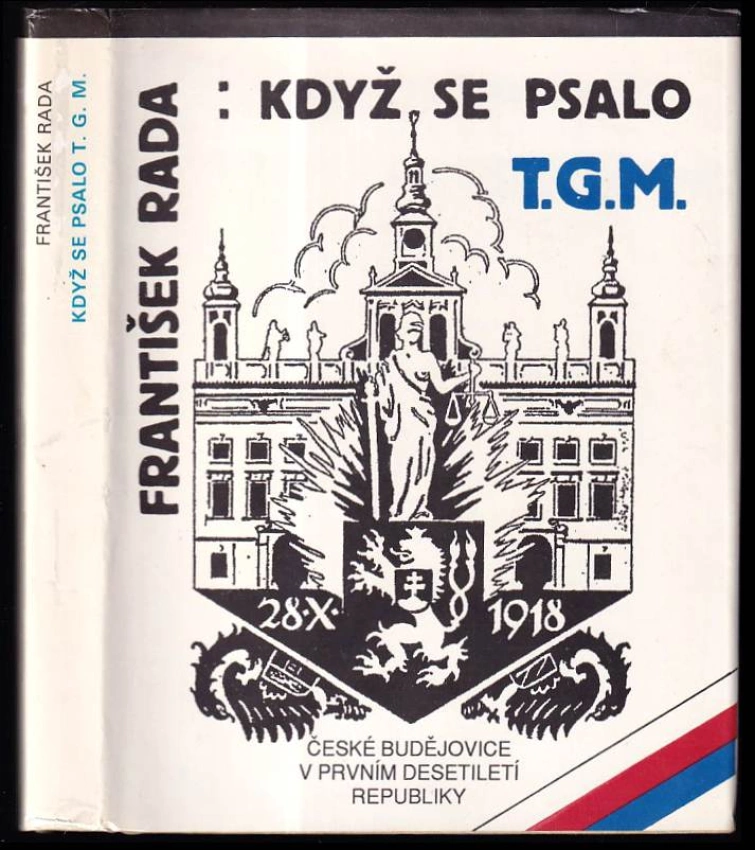 FRANTIŠEK RADA
KDYŽ SE PSALO T. G. M.
FRANTIŠEK RADA
: KDYŽ SE PSALO
T.G.M.
28·X· 1918
ČESKÉ BUDĚJOVICE
V PRVNÍM DESETILETÍ
REPUBLIKY